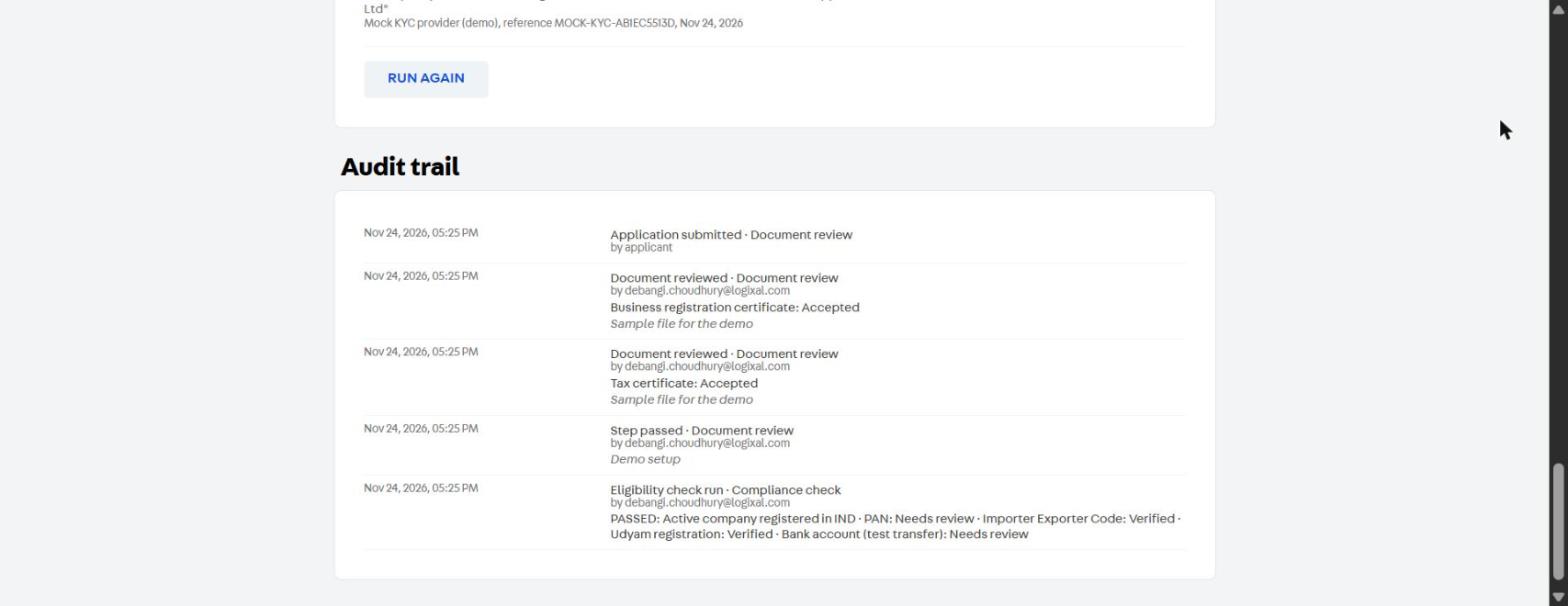 Ltd"
Mock KYC provider (demo), reference MOCK-KYC-ABIEC55I3D, Nov 24, 2026
RUN AGAIN
Audit trail
Nov 24, 2026, 05:25 PM
Application submitted · Document review
by applicant
Nov 24, 2026, 05:25 PM
Document reviewed · Document review
by debangi.choudhury@logixal.com
Business registration certificate: Accepted
Sample file for the demo
Nov 24, 2026, 05:25 PM
Document reviewed · Document review
by debangi.choudhury@logixal.com
Tax certificate: Accepted
Sample file for the demo
Nov 24, 2026, 05:25 PM
Step passed · Document review
by debangi.choudhury@logixal.com
Demo setup
Nov 24, 2026, 05:25 PM
Eligibility check run · Compliance check
by debangi.choudhury@logixal.com
PASSED: Active company registered in IND · PAN: Needs review · Importer Exporter Code: Verified ·
Udyam registration: Verified · Bank account (test transfer): Needs review